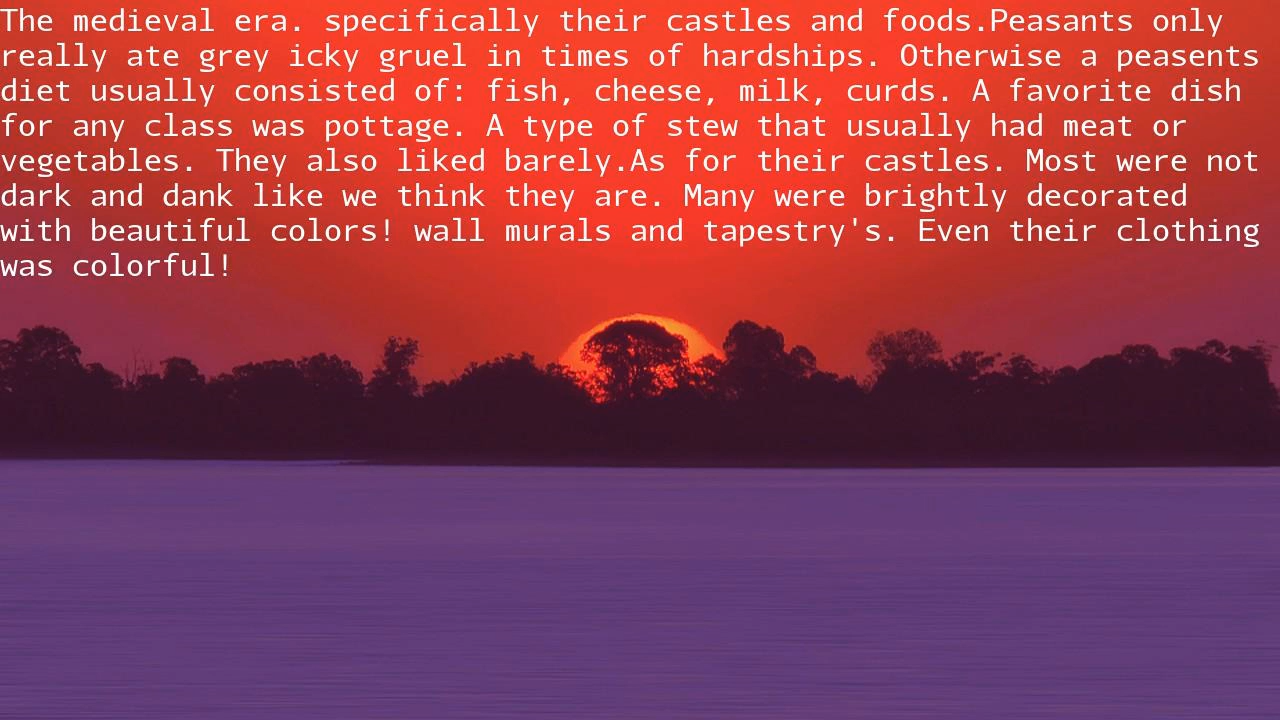 The medieval era. specifically their castles and foods.Peasants only
really ate grey icky gruel in times of hardships. Otherwise a peasents
diet usually consisted of: fish, cheese, milk, curds. A favorite dish
for any class was pottage. A type of stew that usually had meat or
vegetables. They also liked barely.As for their castles. Most were not
dark and dank like we think they are. Many were brightly decorated
with beautiful colors! wall murals and tapestry's. Even their clothing
was colorful!